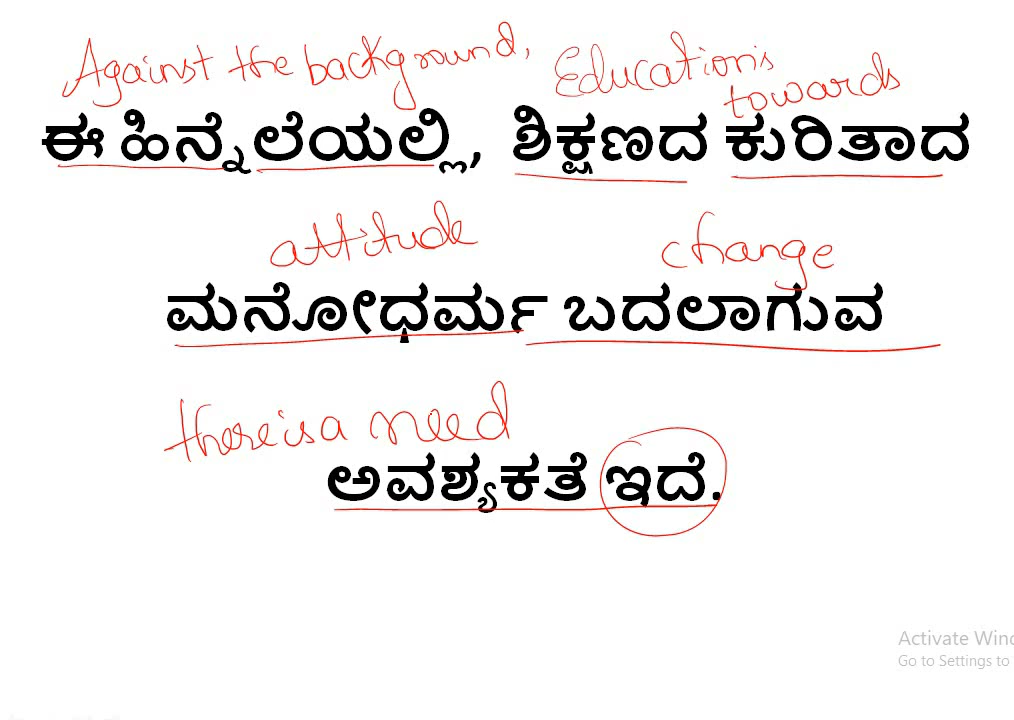 Against the background, Education's
towards
ಈ ಹಿನ್ನೆಲೆಯಲ್ಲಿ, ಶಿಕ್ಷಣದ ಕುರಿತಾದ
attitude change
ಮನೋಧರ್ಮ ಬದಲಾಗುವ
there is a need
ಅವಶ್ಯಕತೆ ಇದೆ.
Activate Wind
Go to Settings to